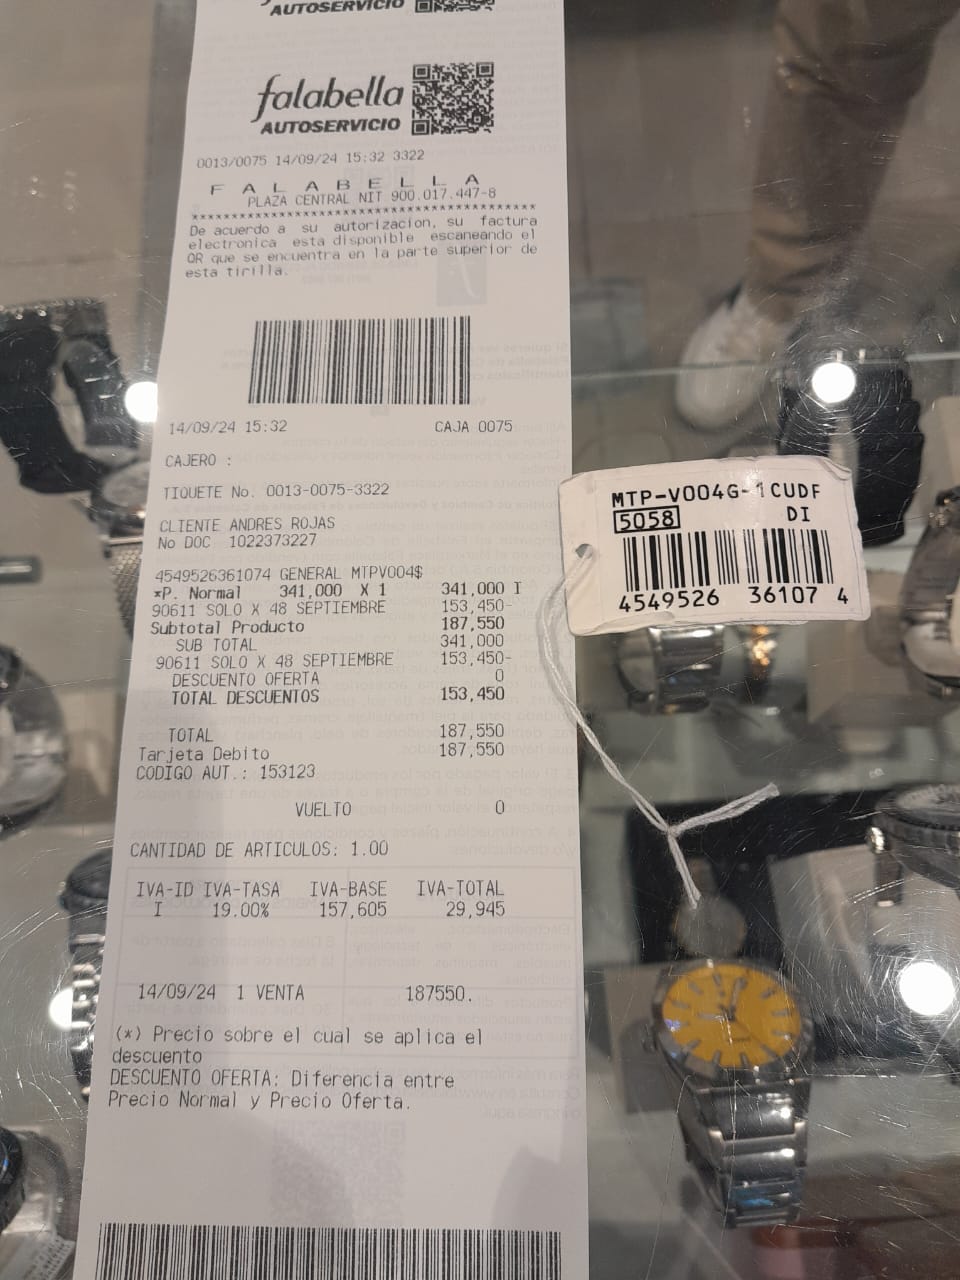 AUTOSERVICIO
falabella
AUTOSERVICIO
0013/0075 14/09/24 15:32 3322
F A L A B E L L A
PLAZA CENTRAL NIT 900.017.447-8
De acuerdo a su autorizacion, su factura
electronica esta disponible escaneando el
QR que se encuentra en la parte superior de
esta tirilla.
14/09/24 15:32 CAJA 0075
CAJERO :
TIQUETE No. 0013-0075-3322
CLIENTE ANDRES ROJAS
No DOC 1022373227
4549526361074 GENERAL MTPV004$
*P. Normal 341,000 X 1 341,000 I
90611 SOLO X 48 SEPTIEMBRE 153,450-
Subtotal Producto 187,550
SUB TOTAL 341,000
90611 SOLO X 48 SEPTIEMBRE 153,450-
DESCUENTO OFERTA 0
TOTAL DESCUENTOS 153,450
TOTAL 187,550
Tarjeta Debito 187,550
CODIGO AUT.: 153123
VUELTO 0
CANTIDAD DE ARTICULOS: 1.00
IVA-ID IVA-TASA IVA-BASE IVA-TOTAL
I 19.00% 157,605 29,945
14/09/24 1 VENTA 187550.
(*) Precio sobre el cual se aplica el
descuento
DESCUENTO OFERTA: Diferencia entre
Precio Normal y Precio Oferta.
MTP-V004G-1CUDF
5058 DI
4549526 36107 4